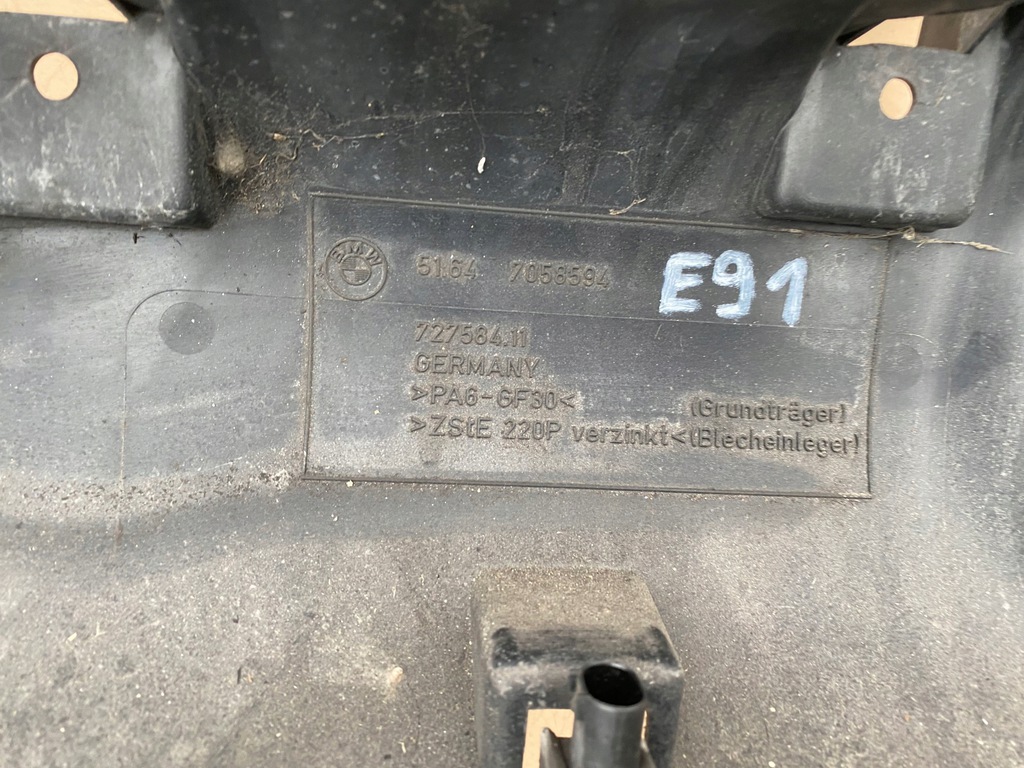 BMW 51.64 7058594 E91
727584.11
GERMANY
>PA6-GF30< (Grundträger)
>ZStE 220P verzinkt< (Blecheinleger)